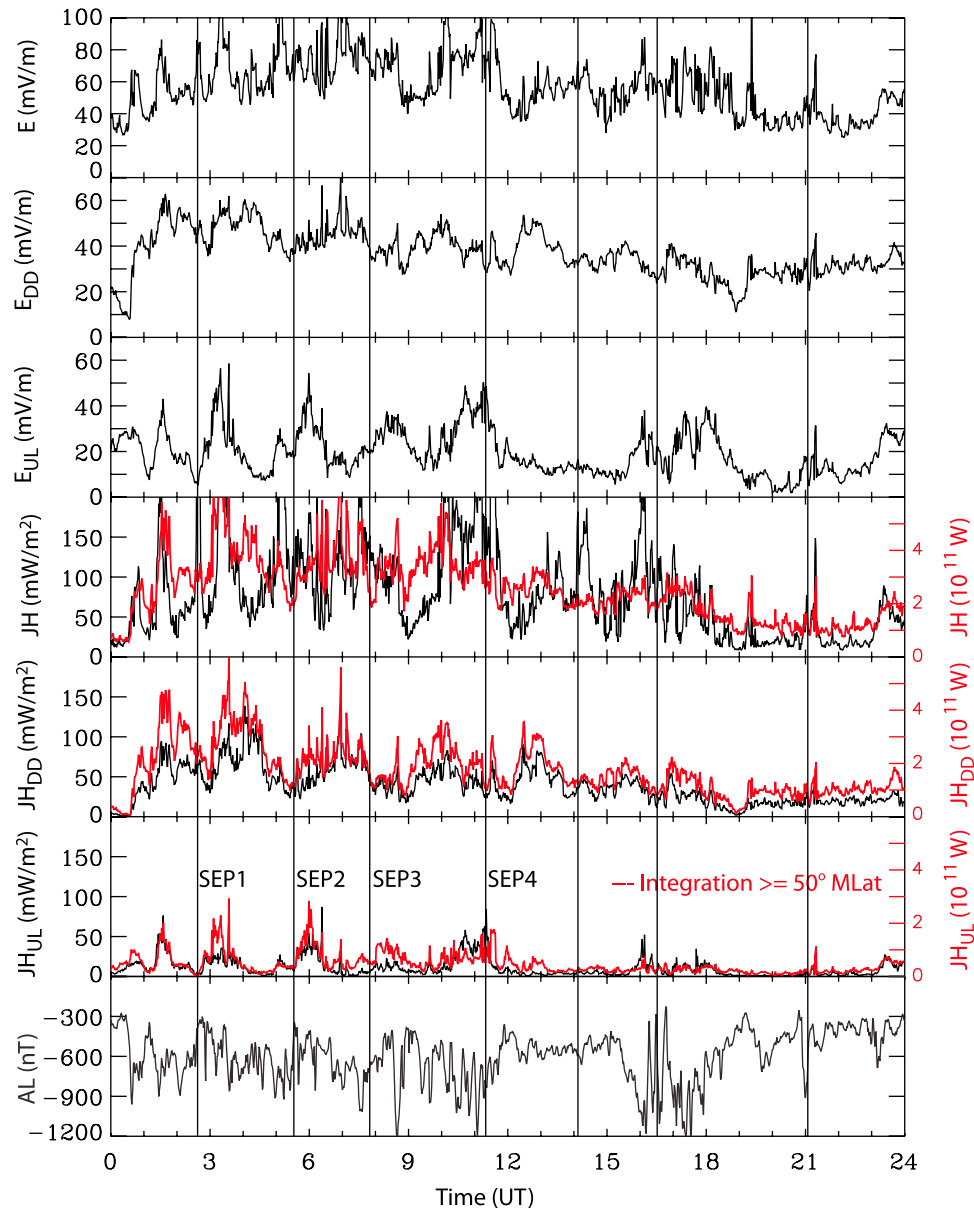 100
80
60
40
20
0
E (mV/m)
60
40
20
0
E_DD (mV/m)
60
40
20
0
E_UL (mV/m)
150
100
50
0
JH (mW/m²)
4
2
0
JH (10¹¹ W)
150
100
50
0
JH_DD (mW/m²)
4
2
0
JH_DD (10¹¹ W)
150
100
50
0
JH_UL (mW/m²)
SEP1 SEP2 SEP3 SEP4
Integration >= 50° MLat
4
2
0
JH_UL (10¹¹ W)
−300
−600
−900
−1200
AL (nT)
0 3 6 9 12 15 18 21 24
Time (UT)